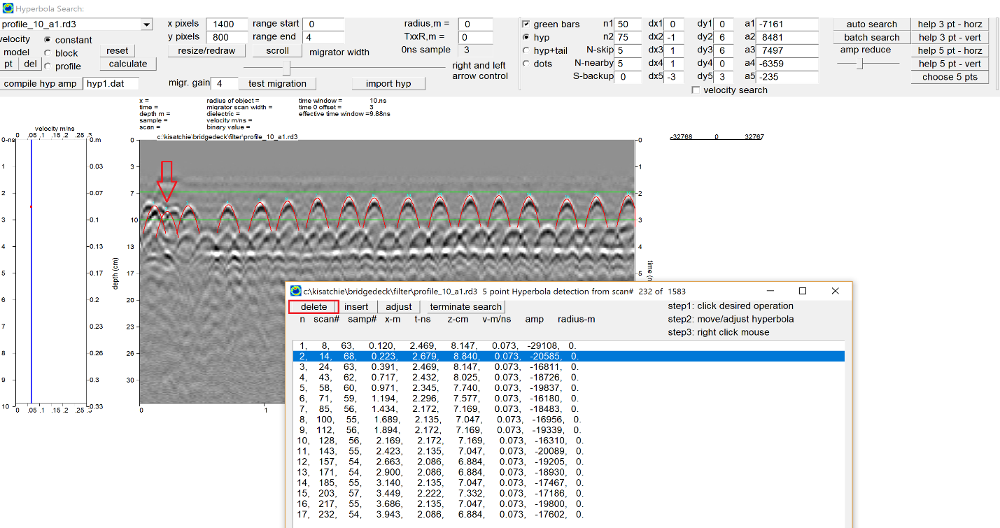 Hyperbola Search:
profile_10_a1.rd3
x pixels 1400 range start 0 radius,m = 0
green bars n1 50 dx1 0 dy1 0 a1 -7161 auto search help 3 pt - horz
velocity constant y pixels 800 range end 4 TxxR,m = 0
hyp n2 75 dx2 -1 dy2 6 a2 8481 batch search help 3 pt - vert
model block reset resize/redraw scroll migrator width 0ns sample 3
hyp+tail N-skip 5 dx3 1 dy3 6 a3 7497 amp reduce help 5 pt - horz
pt del profile calculate right and left
dots N-nearby 5 dx4 1 dy4 0 a4 -6359 help 5 pt - vert
arrow control
S-backup 0 dx5 -3 dy5 3 a5 -235 choose 5 pts
compile hyp amp hyp1.dat migr. gain 4 test migration import hyp
velocity search
x = radius of object = time window = 10.ns
time = migrator scan width = time 0 offset = 3
depth m = dielectric = effective time window =9.88ns
sample = velocity m/ns =
scan = binary value =
velocity m/ns
0 .05 .1 .15 .2 .25 .3
c:\kisatchie\bridgedeck\filter\profile_10_a1.rd3
-32768 0 32767
0-ns 0.m 0 0
1 0.03 3 1
2 0.07 7 2
3 0.1 10 3
4 0.13 13 4
5 0.17 17 5
depth (cm)
6 0.2 20
7 0.23 23
8 0.26 26
9 0.3 30
10 0.33
0 .05 .1 .15 .2 .25 .3
0 1
time (n
c:\kisatchie\bridgedeck\filter\profile_10_a1.rd3 5 point Hyperbola detection from scan# 232 of 1583
delete insert adjust terminate search
step1: click desired operation
n scan# samp# x-m t-ns z-cm v-m/ns amp radius-m
step2: move/adjust hyperbola
step3: right click mouse
1, 8, 63, 0.120, 2.469, 8.147, 0.073, -29108, 0.
2, 14, 68, 0.223, 2.679, 8.840, 0.073, -20585, 0.
3, 24, 63, 0.391, 2.469, 8.147, 0.073, -16811, 0.
4, 43, 62, 0.717, 2.432, 8.025, 0.073, -18726, 0.
5, 58, 60, 0.971, 2.345, 7.740, 0.073, -19837, 0.
6, 71, 59, 1.194, 2.296, 7.577, 0.073, -16180, 0.
7, 85, 56, 1.434, 2.172, 7.169, 0.073, -18483, 0.
8, 100, 55, 1.689, 2.135, 7.047, 0.073, -16956, 0.
9, 112, 56, 1.894, 2.172, 7.169, 0.073, -19339, 0.
10, 128, 56, 2.169, 2.172, 7.169, 0.073, -16310, 0.
11, 143, 55, 2.423, 2.135, 7.047, 0.073, -20089, 0.
12, 157, 54, 2.663, 2.086, 6.884, 0.073, -19205, 0.
13, 171, 54, 2.900, 2.086, 6.884, 0.073, -18930, 0.
14, 185, 55, 3.140, 2.135, 7.047, 0.073, -17467, 0.
15, 203, 57, 3.449, 2.222, 7.332, 0.073, -17186, 0.
16, 217, 55, 3.686, 2.135, 7.047, 0.073, -19800, 0.
17, 232, 54, 3.943, 2.086, 6.884, 0.073, -17602, 0.